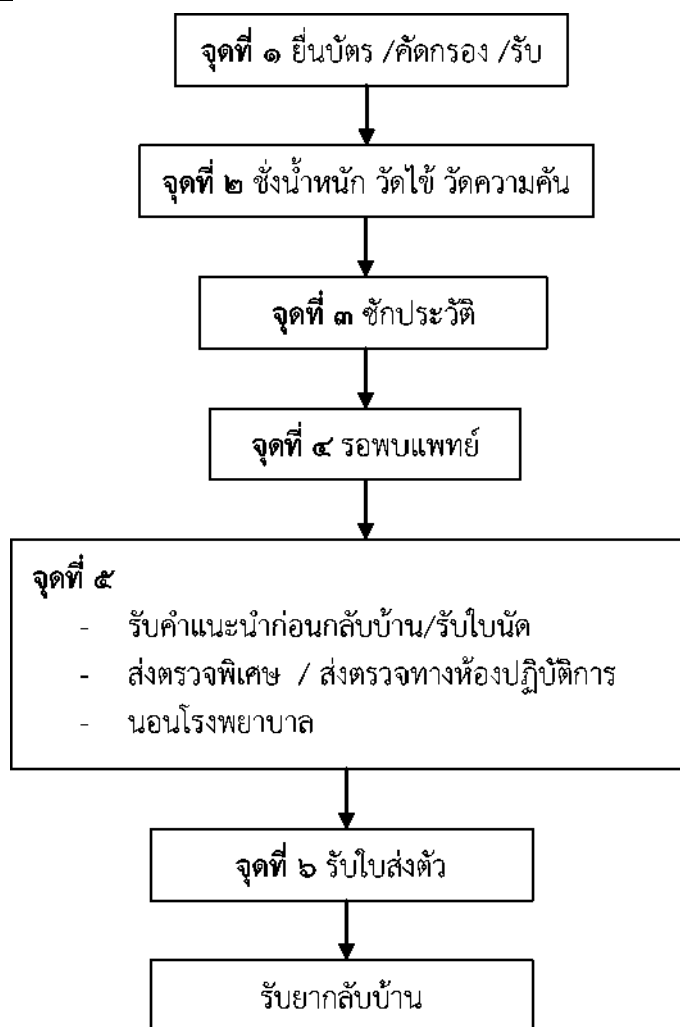 จุดที่ ๑ ยื่นบัตร /คัดกรอง /รับ
จุดที่ ๒ ชั่งน้ำหนัก วัดไข้ วัดความคัน
จุดที่ ๓ ซักประวัติ
จุดที่ ๔ รอพบแพทย์
จุดที่ ๕
- รับคำแนะนำก่อนกลับบ้าน/รับใบนัด
- ส่งตรวจพิเศษ / ส่งตรวจทางห้องปฏิบัติการ
- นอนโรงพยาบาล
จุดที่ ๖ รับใบส่งตัว
รับยากลับบ้าน